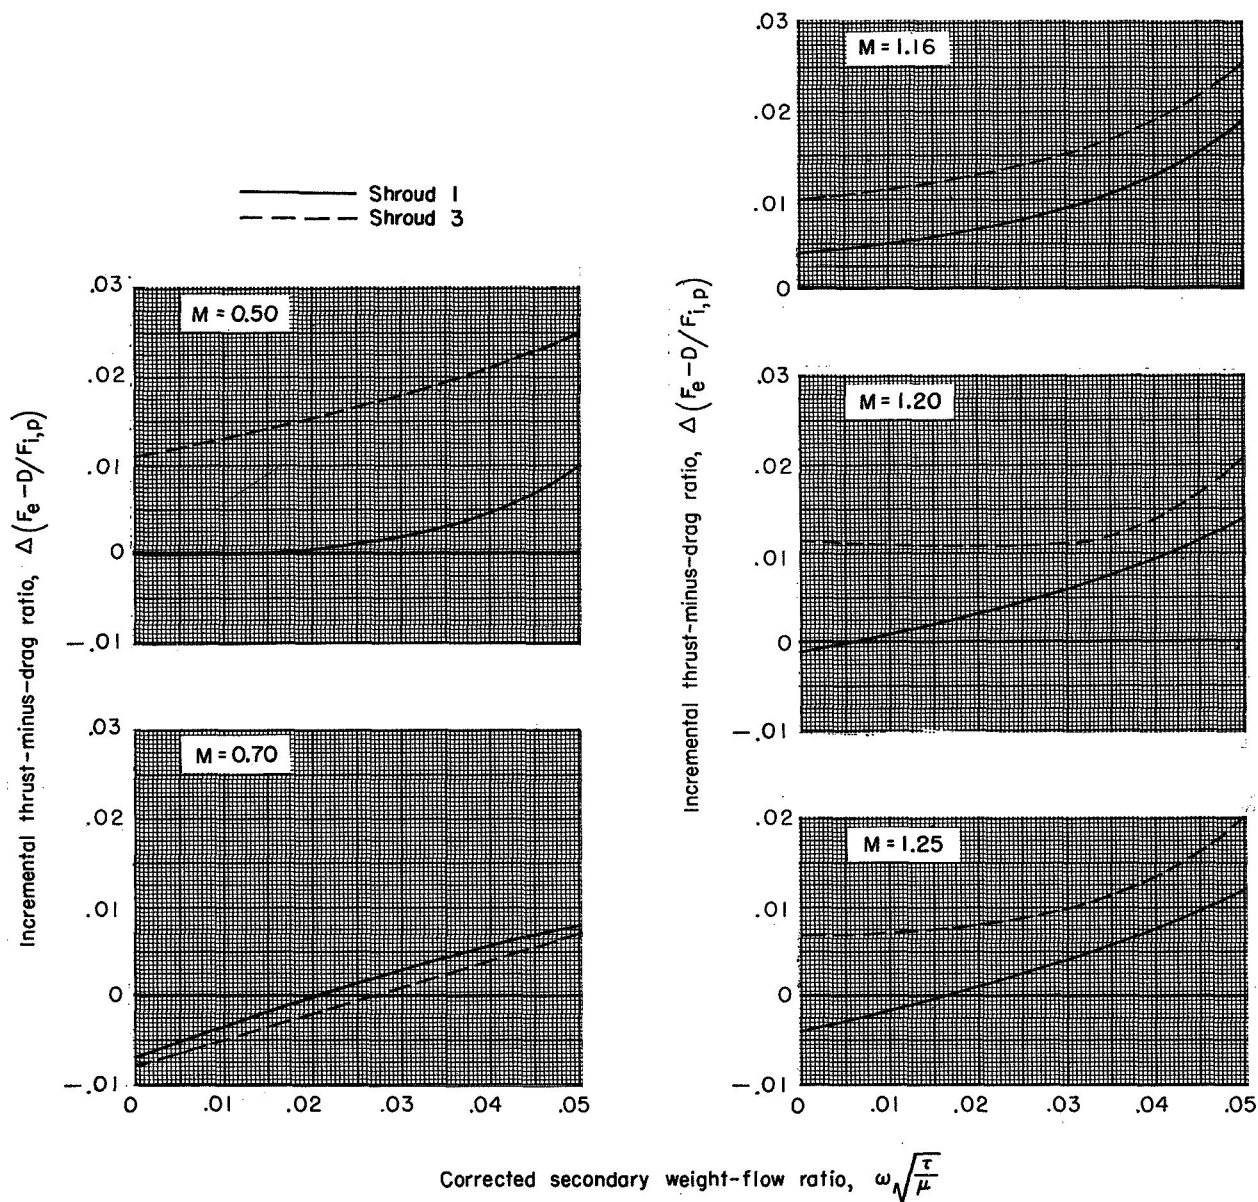 Shroud 1
Shroud 3
Incremental thrust-minus-drag ratio, Δ(Fe-D/Fi,p)
M = 0.50
.03
.02
.01
0
-.01
M = 0.70
.03
.02
.01
0
-.01
0 .01 .02 .03 .04 .05
Incremental thrust-minus-drag ratio, Δ(Fe-D/Fi,p)
M = 1.16
.03
.02
.01
0
M = 1.20
.03
.02
.01
0
-.01
M = 1.25
.02
.01
0
-.01
0 .01 .02 .03 .04 .05
Corrected secondary weight-flow ratio, ω√τ/μ